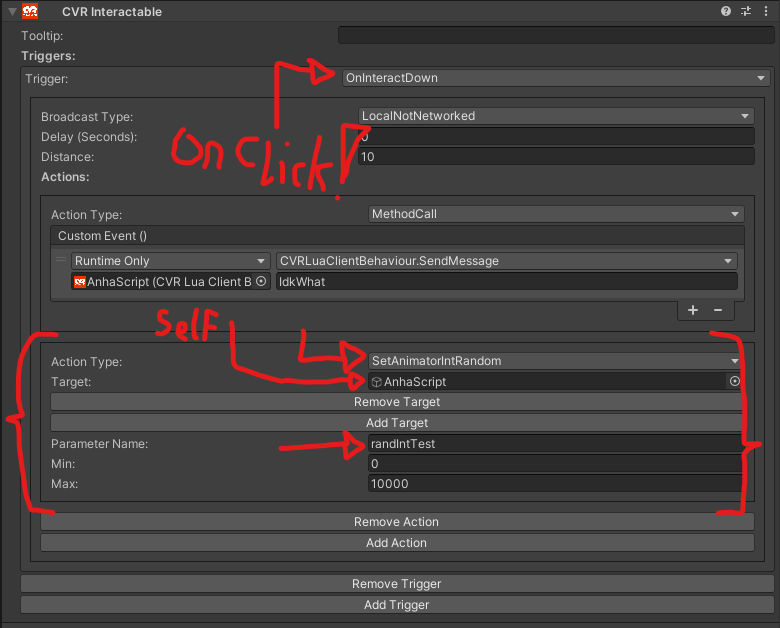 CVR Interactable
Tooltip:
Triggers:
Trigger: OnInteractDown
Broadcast Type: LocalNotNetworked
Delay (Seconds): 0
Distance: 10
OnClick!
Actions:
Action Type: MethodCall
Custom Event ()
Runtime Only CVRLuaClientBehaviour.SendMessage
AnhaScript (CVR Lua Client B IdkWhat
+ −
Self
Action Type: SetAnimatorIntRandom
Target: AnhaScript
Remove Target
Add Target
Parameter Name: randIntTest
Min: 0
Max: 10000
Remove Action
Add Action
Remove Trigger
Add Trigger